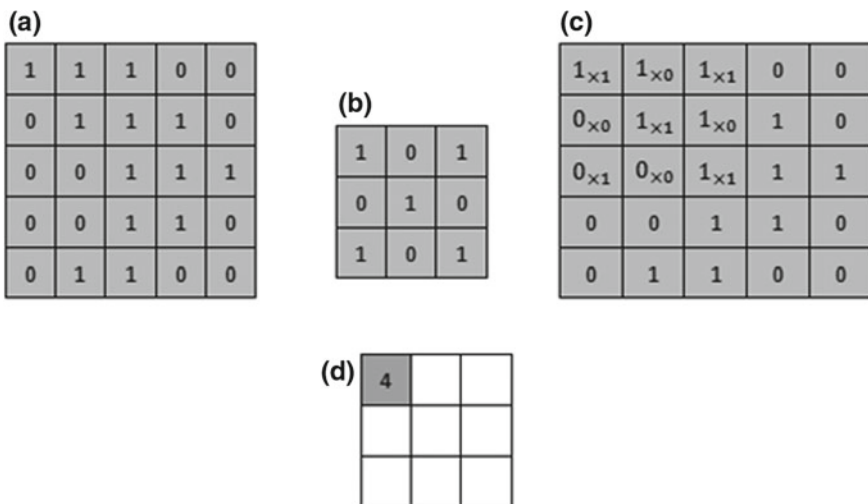 (a)
1 1 1 0 0
0 1 1 1 0
0 0 1 1 1
0 0 1 1 0
0 1 1 0 0
(b)
1 0 1
0 1 0
1 0 1
(c)
1×1 1×0 1×1 0 0
0×0 1×1 1×0 1 0
0×1 0×0 1×1 1 1
0 0 1 1 0
0 1 1 0 0
(d)
4